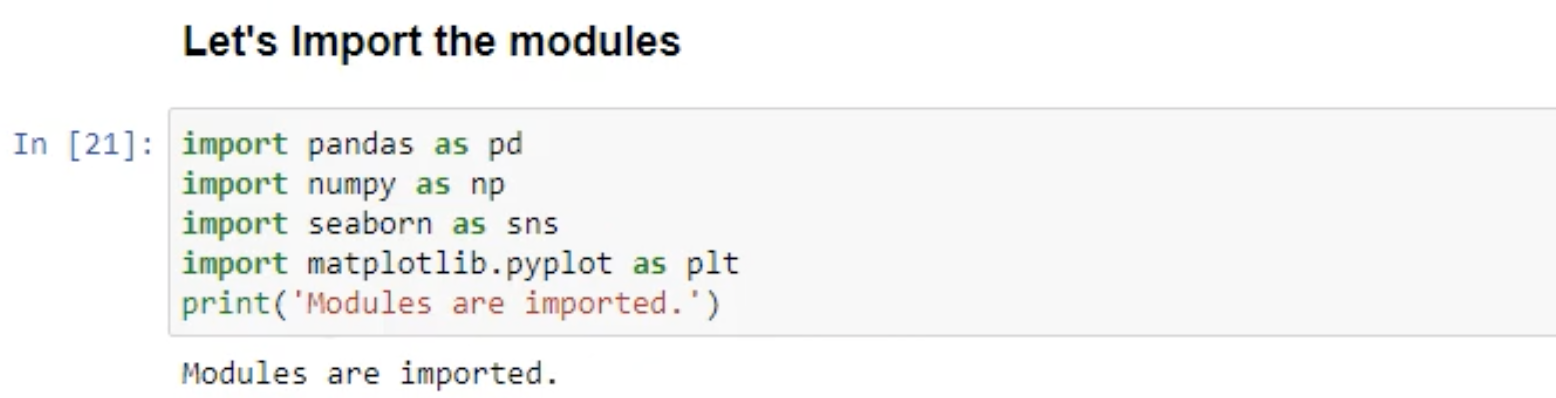 Let's Import the modules
In [21]:
import pandas as pd
import numpy as np
import seaborn as sns
import matplotlib.pyplot as plt
print('Modules are imported.')
Modules are imported.